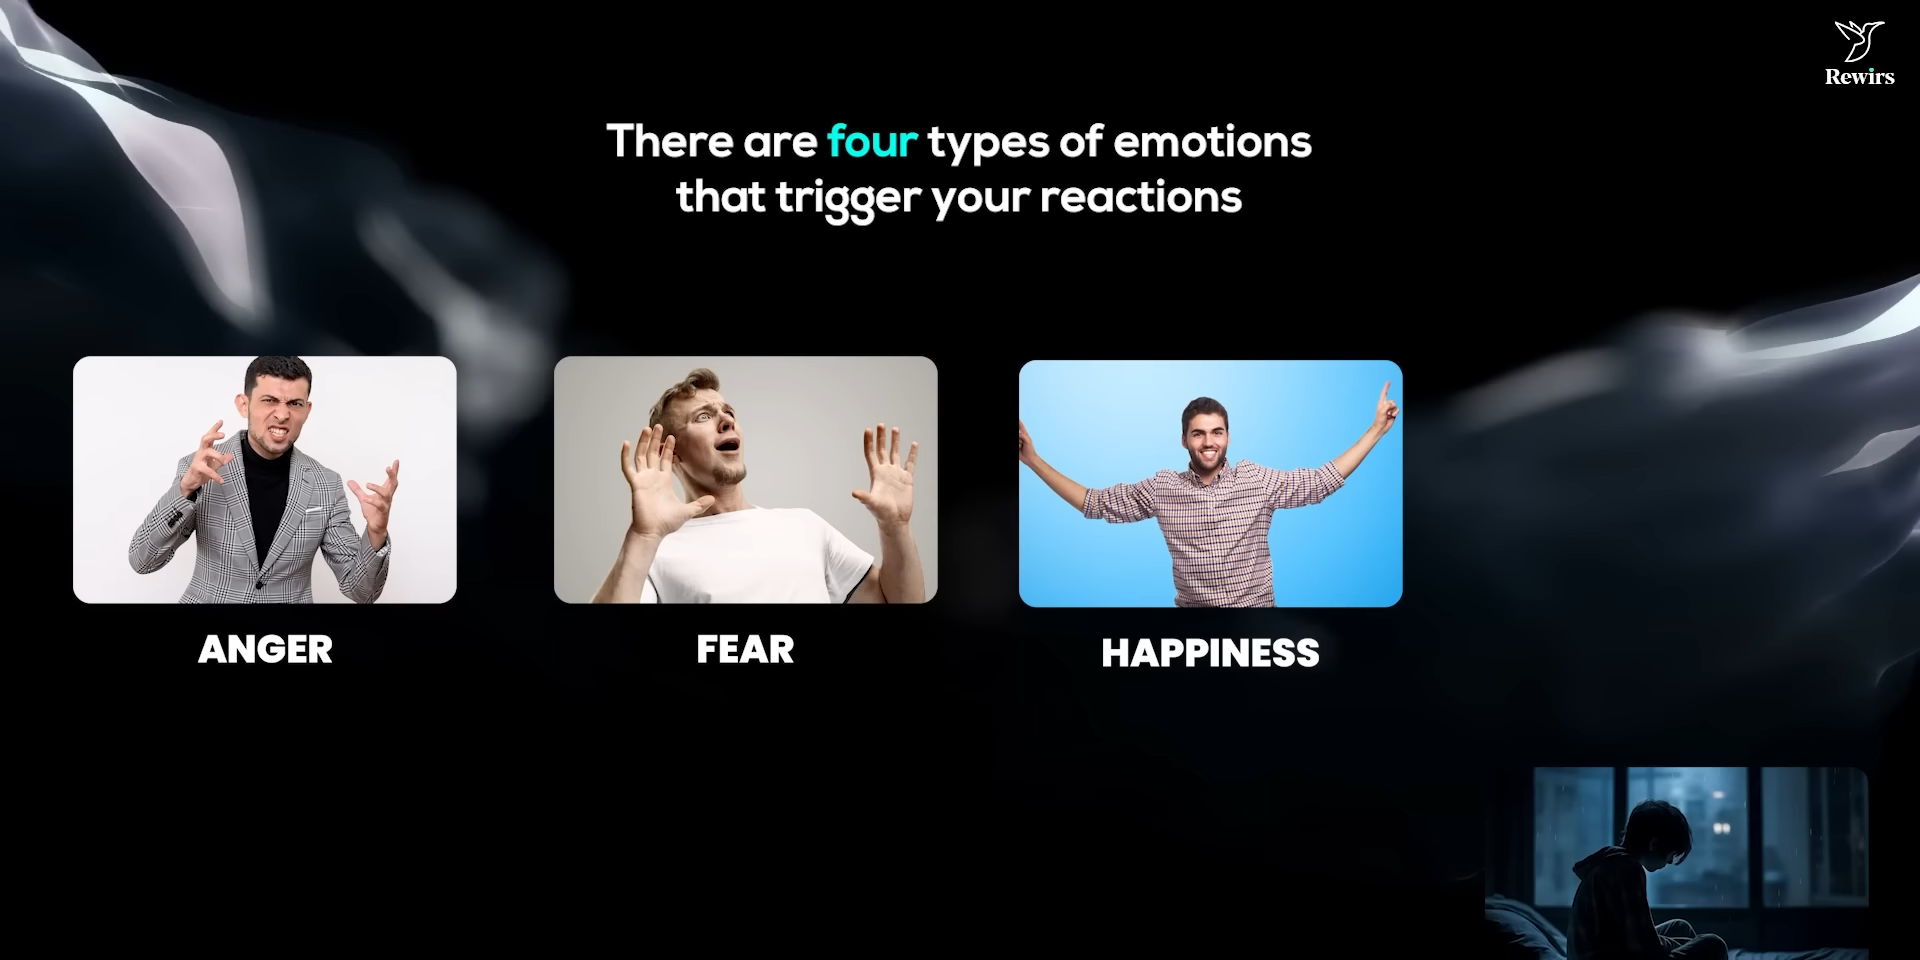 Rewirs
There are four types of emotions
that trigger your reactions
ANGER
FEAR
HAPPINESS